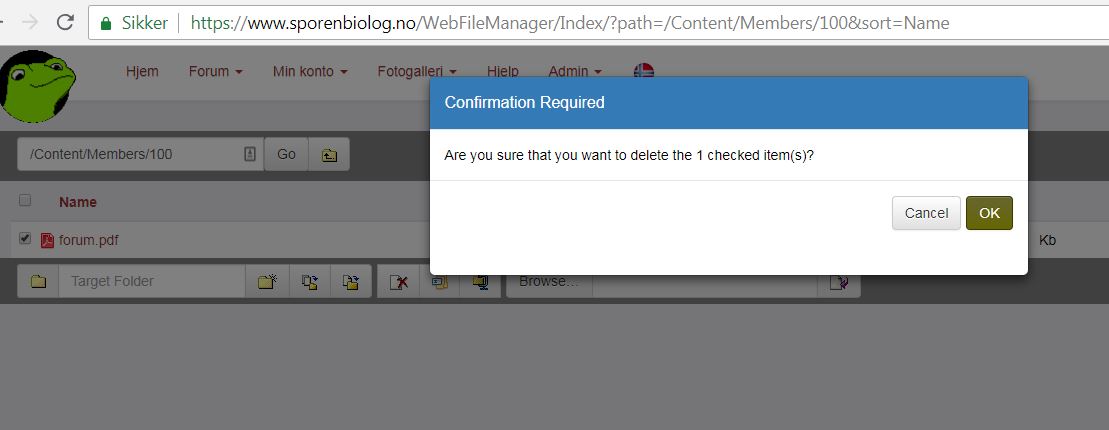 Sikker https://www.sporenbiolog.no/WebFileManager/Index/?path=/Content/Members/100&sort=Name
Hjem Forum Min konto Fotogalleri Hjelp Admin
Confirmation Required
Are you sure that you want to delete the 1 checked item(s)?
Cancel OK
/Content/Members/100 Go
Name
forum.pdf Kb
Target Folder Browse...